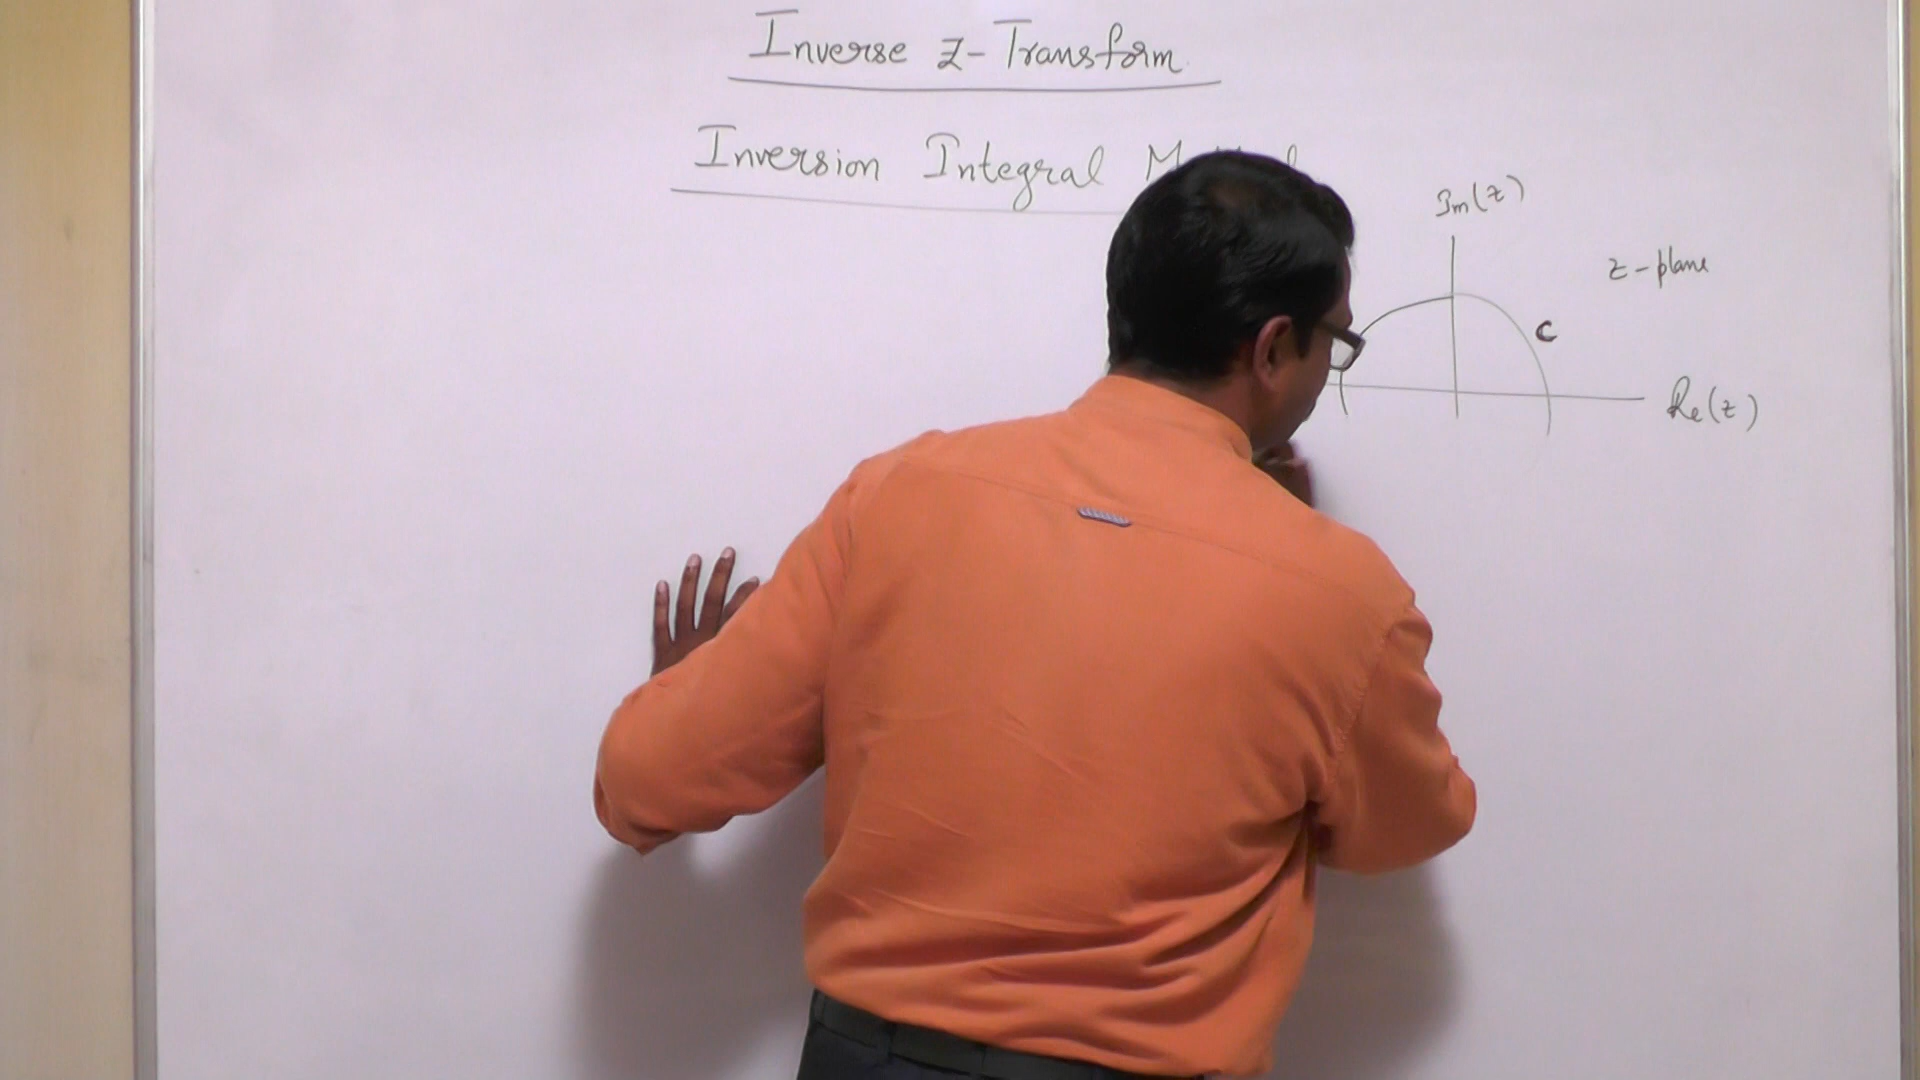 Inverse z-Transform
Inversion Integral
Im(z)
z-plane
C
Re(z)